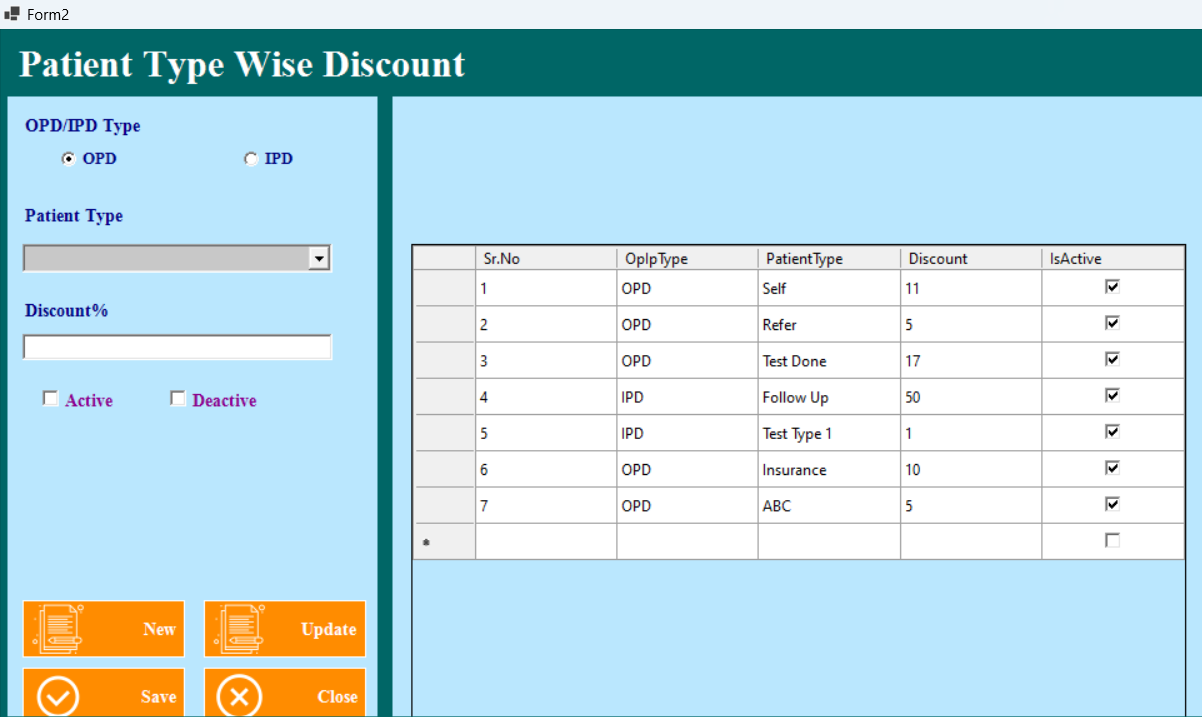 Form2
Patient Type Wise Discount
OPD/IPD Type
OPD IPD
Patient Type
Discount%
Active Deactive
New Update
Save Close
Sr.No OpIpType PatientType Discount IsActive
1 OPD Self 11
2 OPD Refer 5
3 OPD Test Done 17
4 IPD Follow Up 50
5 IPD Test Type 1 1
6 OPD Insurance 10
7 OPD ABC 5
*